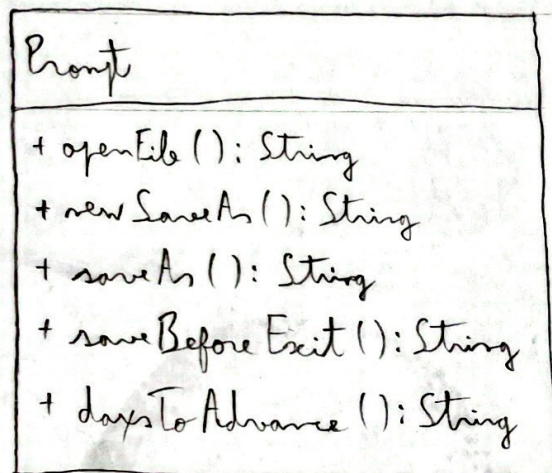 Prompt
+ openFile(): String
+ newSaveAs(): String
+ saveAs(): String
+ saveBeforeExit(): String
+ daysToAdvance(): String